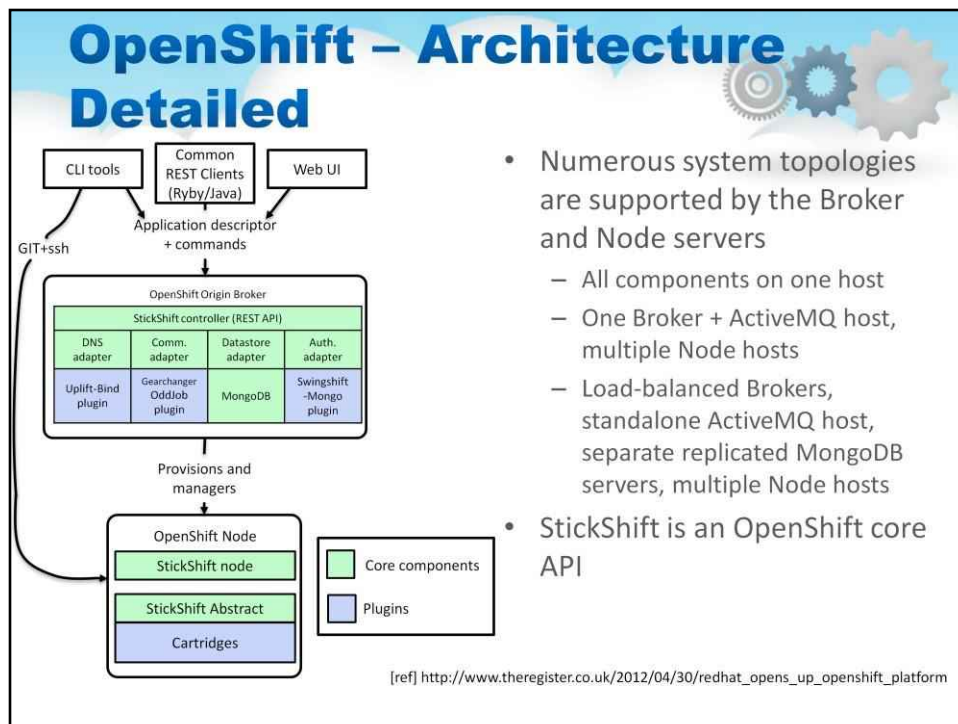 OpenShift – Architecture
Detailed
CLI tools
Common
REST Clients
(Ryby/Java)
Web UI
GIT+ssh
Application descriptor
+ commands
OpenShift Origin Broker
StickShift controller (REST API)
DNS
adapter
Comm.
adapter
Datastore
adapter
Auth.
adapter
Uplift-Bind
plugin
Gearchanger
OddJob
plugin
MongoDB
Swingshift
-Mongo
plugin
Provisions and
managers
OpenShift Node
StickShift node
StickShift Abstract
Cartridges
Core components
Plugins
• Numerous system topologies
are supported by the Broker
and Node servers
– All components on one host
– One Broker + ActiveMQ host,
multiple Node hosts
– Load-balanced Brokers,
standalone ActiveMQ host,
separate replicated MongoDB
servers, multiple Node hosts
• StickShift is an OpenShift core
API
[ref] http://www.theregister.co.uk/2012/04/30/redhat_opens_up_openshift_platform